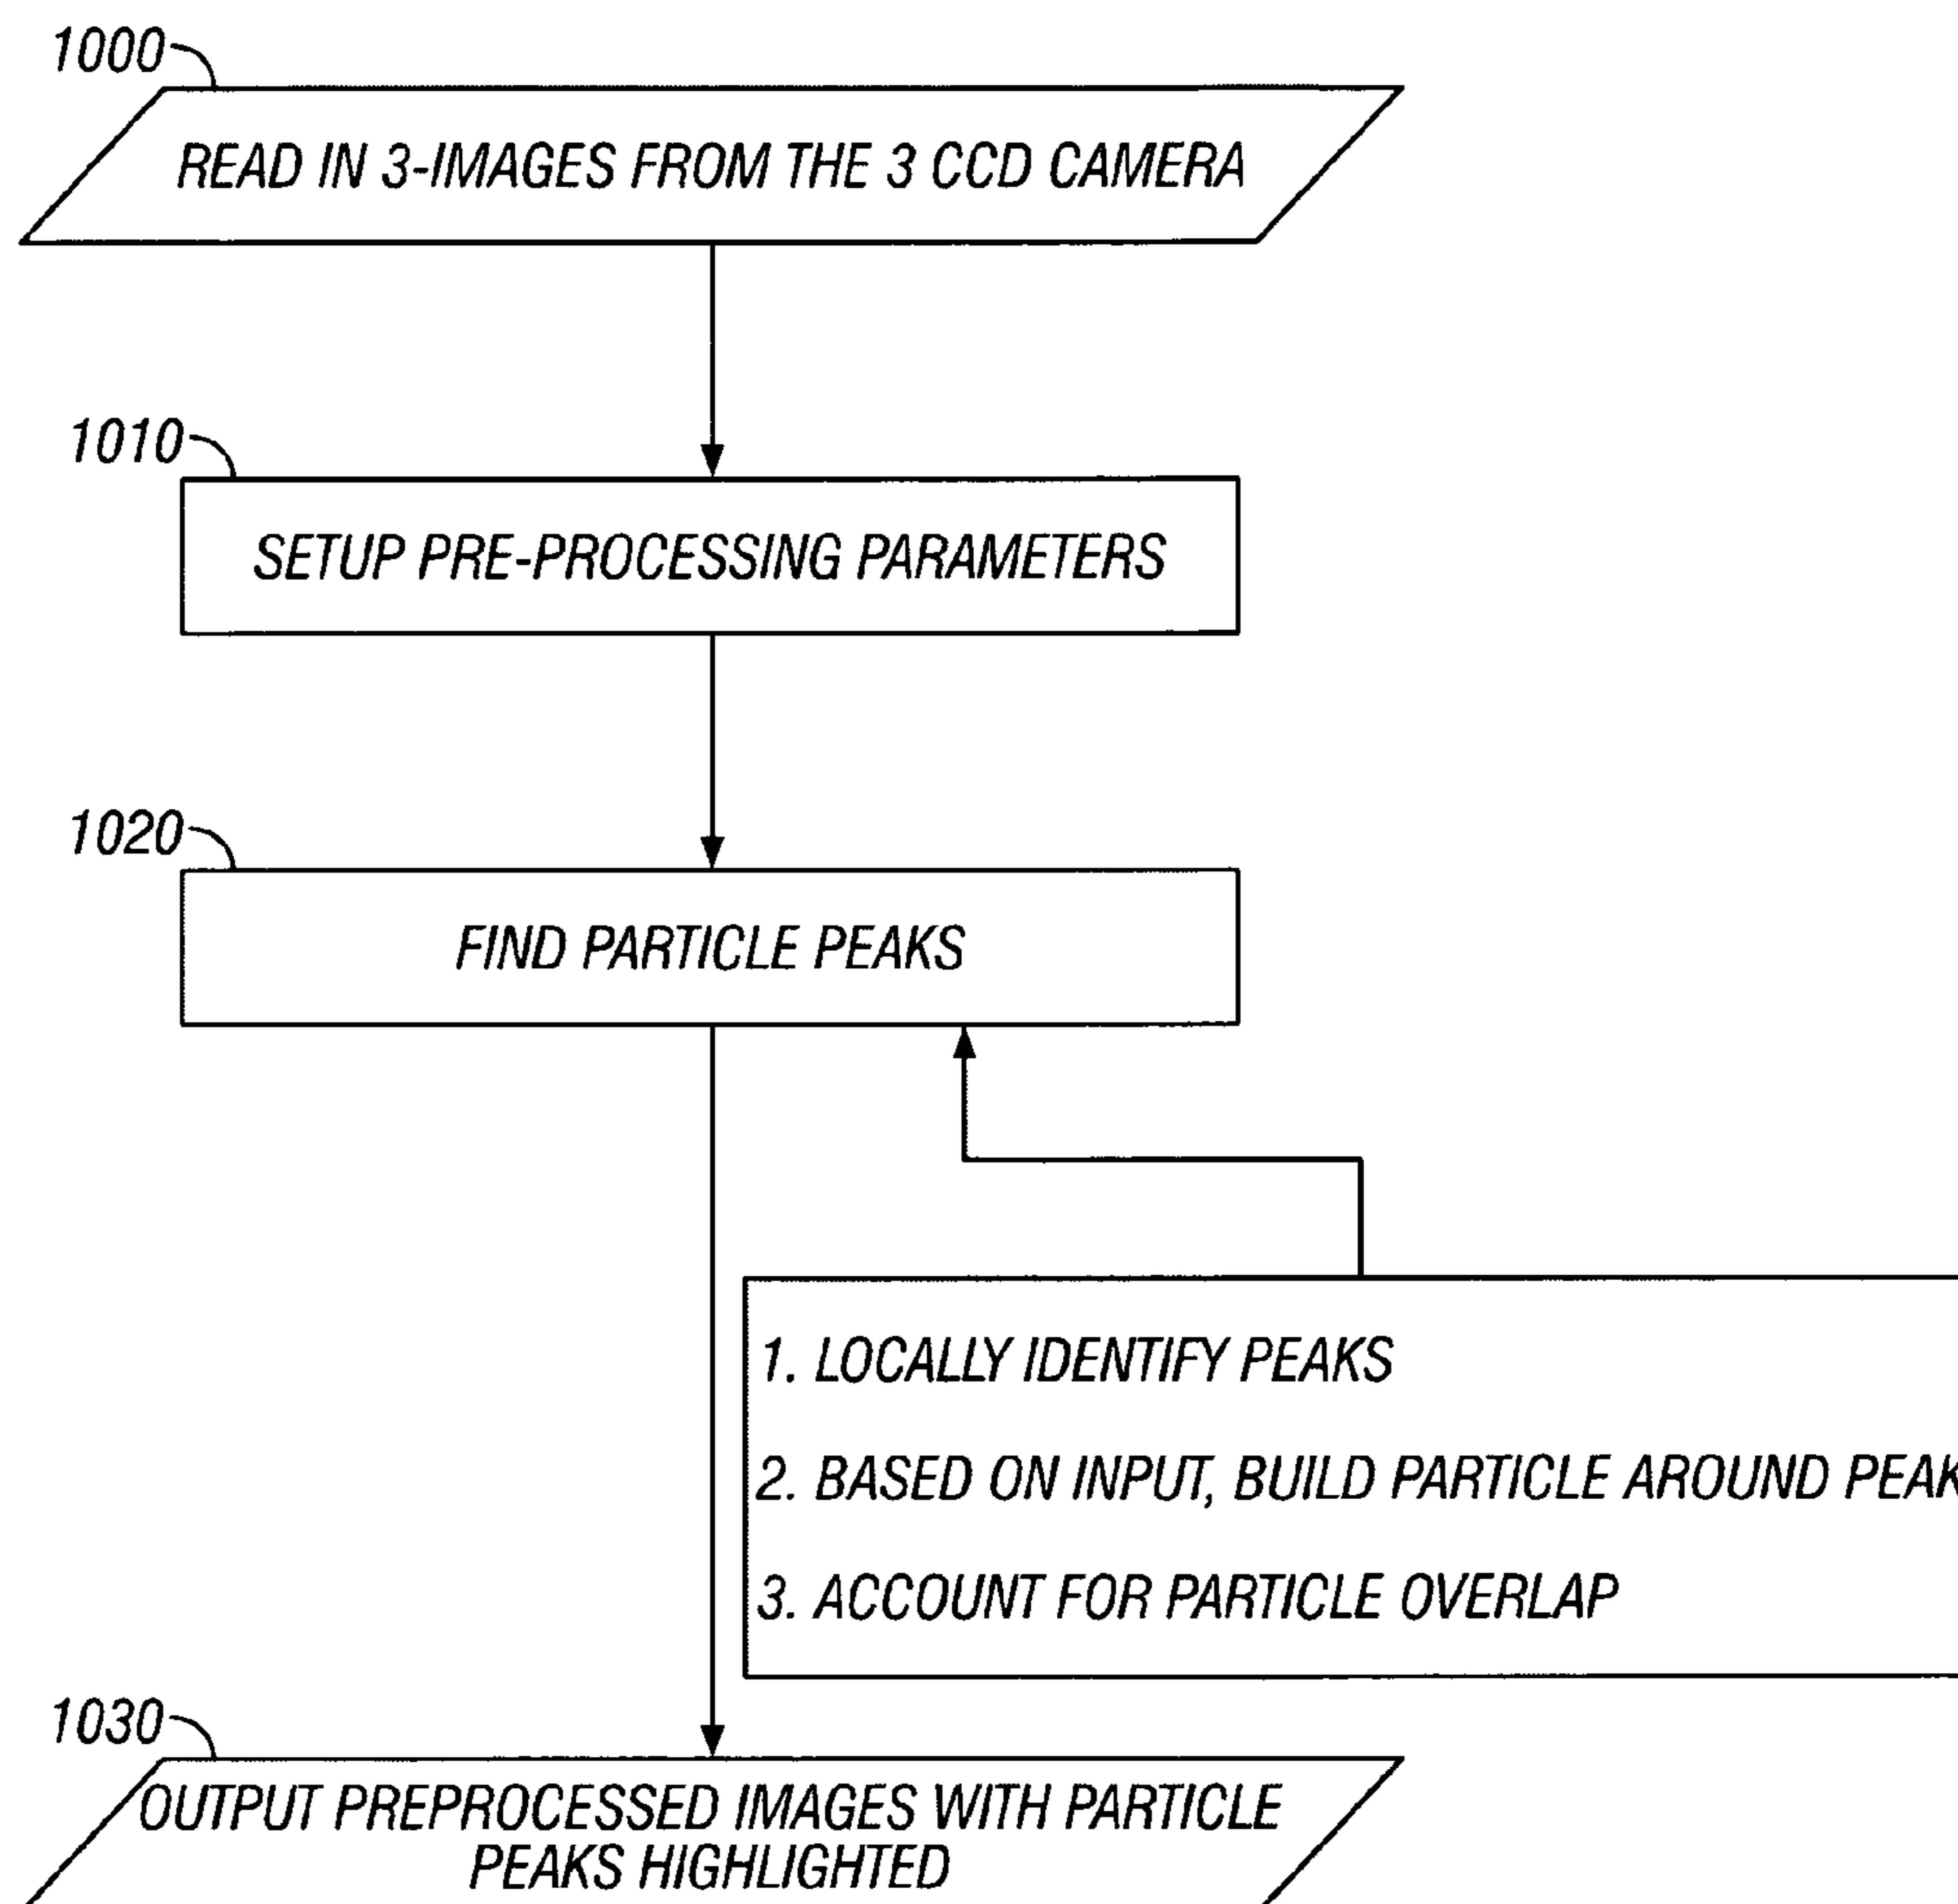 1000
READ IN 3-IMAGES FROM THE 3 CCD CAMERA
1010
SETUP PRE-PROCESSING PARAMETERS
1020
FIND PARTICLE PEAKS
1. LOCALLY IDENTIFY PEAKS
2. BASED ON INPUT, BUILD PARTICLE AROUND
3. ACCOUNT FOR PARTICLE OVERLAP
1030
OUTPUT PREPROCESSED IMAGES WITH PARTICLE
PEAKS HIGHLIGHTED